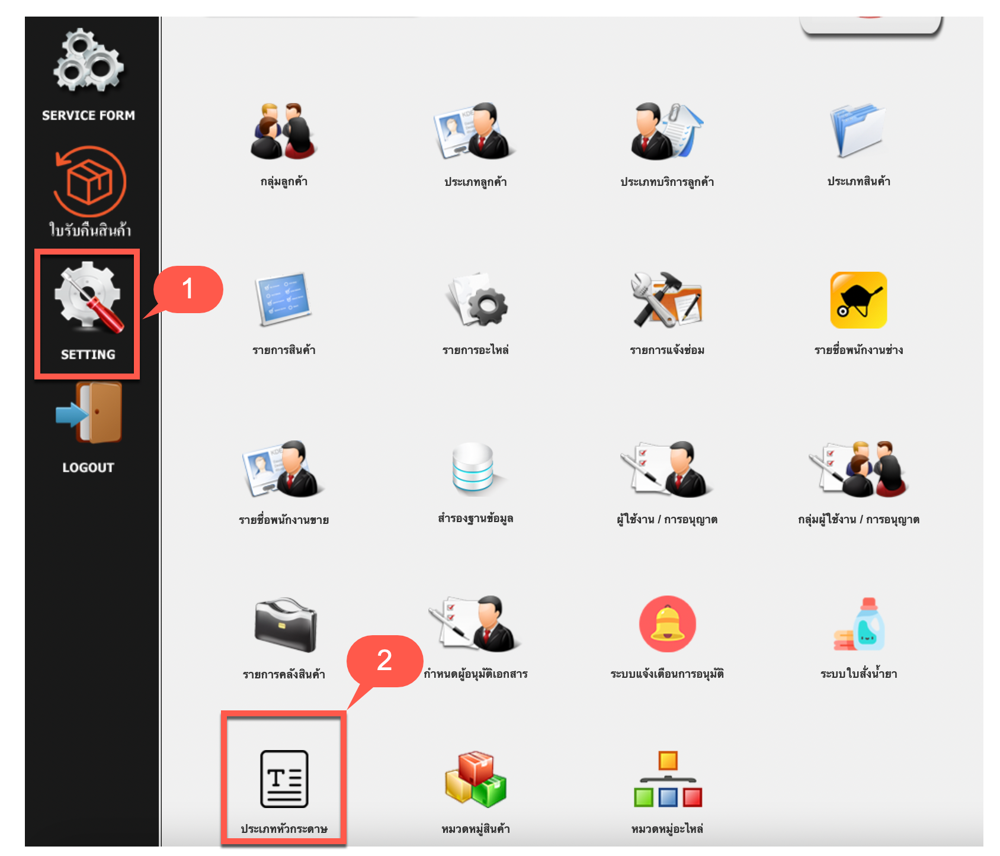 SERVICE FORM
ใบรับคืนสินค้า
SETTING
LOGOUT
1
กลุ่มลูกค้า
ประเภทลูกค้า
ประเภทบริการลูกค้า
ประเภทสินค้า
รายการสินค้า
รายการอะไหล่
รายการแจ้งซ่อม
รายชื่อพนักงานช่าง
รายชื่อพนักงานขาย
สำรองฐานข้อมูล
ผู้ใช้งาน / การอนุญาต
กลุ่มผู้ใช้งาน / การอนุญาต
รายการคลังสินค้า
2
กำหนดผู้อนุมัติเอกสาร
ระบบแจ้งเตือนการอนุมัติ
ระบบใบสั่งน้ำยา
ประเภทหัวกระดาษ
หมวดหมู่สินค้า
หมวดหมู่อะไหล่